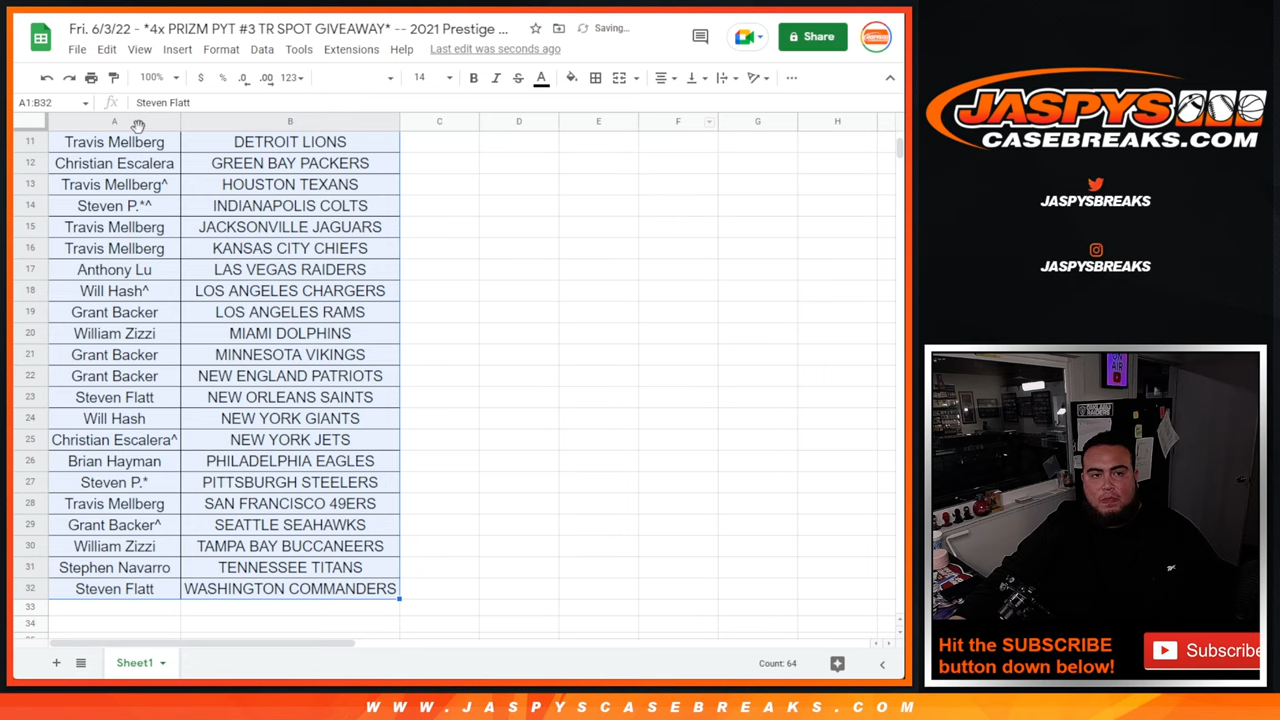 Fri. 6/3/22 - *4x PRIZM PYT #3 TR SPOT GIVEAWAY* -- 2021 Prestige ...
Saving...
File Edit View Insert Format Data Tools Extensions Help Last edit was seconds ago
Share
100% $ % .0 .00 123 14 B I S A
A1:B32 fx Steven Flatt
A B C D E F G H
11 Travis Mellberg DETROIT LIONS
12 Christian Escalera GREEN BAY PACKERS
13 Travis Mellberg^ HOUSTON TEXANS
14 Steven P.*^ INDIANAPOLIS COLTS
15 Travis Mellberg JACKSONVILLE JAGUARS
16 Travis Mellberg KANSAS CITY CHIEFS
17 Anthony Lu LAS VEGAS RAIDERS
18 Will Hash^ LOS ANGELES CHARGERS
19 Grant Backer LOS ANGELES RAMS
20 William Zizzi MIAMI DOLPHINS
21 Grant Backer MINNESOTA VIKINGS
22 Grant Backer NEW ENGLAND PATRIOTS
23 Steven Flatt NEW ORLEANS SAINTS
24 Will Hash NEW YORK GIANTS
25 Christian Escalera^ NEW YORK JETS
26 Brian Hayman PHILADELPHIA EAGLES
27 Steven P.* PITTSBURGH STEELERS
28 Travis Mellberg SAN FRANCISCO 49ERS
29 Grant Backer^ SEATTLE SEAHAWKS
30 William Zizzi TAMPA BAY BUCCANEERS
31 Stephen Navarro TENNESSEE TITANS
32 Steven Flatt WASHINGTON COMMANDERS
33
34
Sheet1
Count: 64
JASPYS
CASEBREAKS.COM
JASPYSBREAKS
JASPYSBREAKS
ON
AIR
Hit the SUBSCRIBE
button down below!
Subscribe
WWW.JASPYSCASEBREAKS.COM